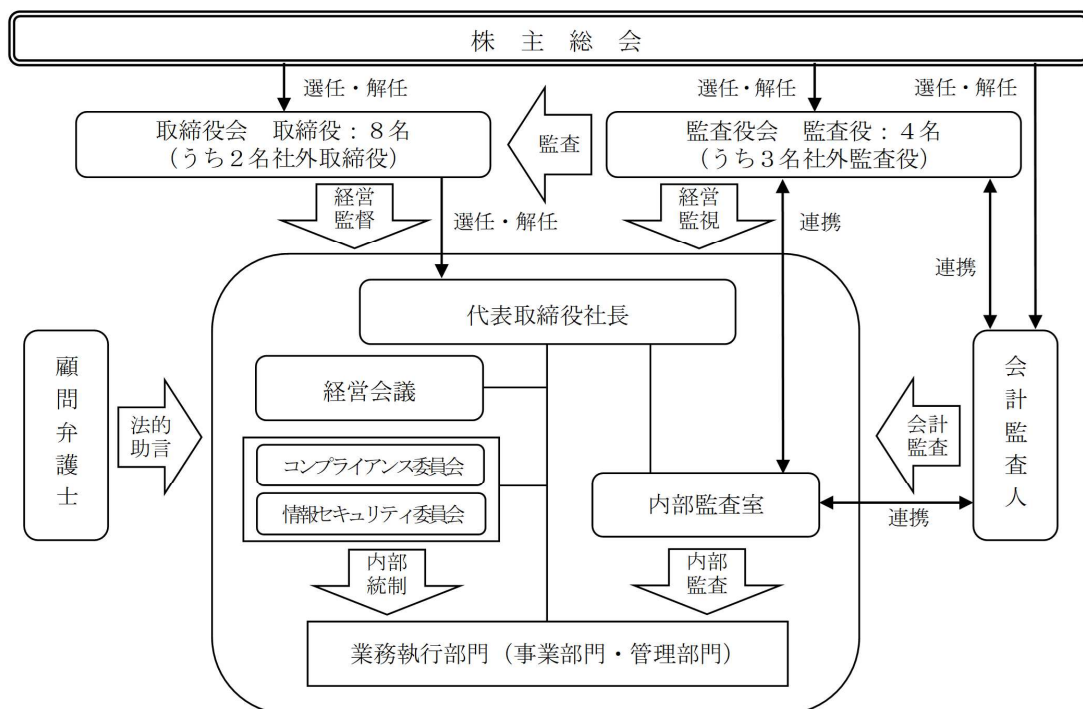 株 主 総 会
選任・解任
選任・解任
選任・解任
取締役会 取締役：８名
（うち２名社外取締役）
監査
監査役会 監査役：４名
（うち３名社外監査役）
経営
監督
選任・解任
経営
監視
連携
連携
代表取締役社長
顧問弁護士
法的
助言
経営会議
コンプライアンス委員会
情報セキュリティ委員会
内部監査室
会計
監査
会計監査人
連携
内部
統制
内部
監査
業務執行部門（事業部門・管理部門）